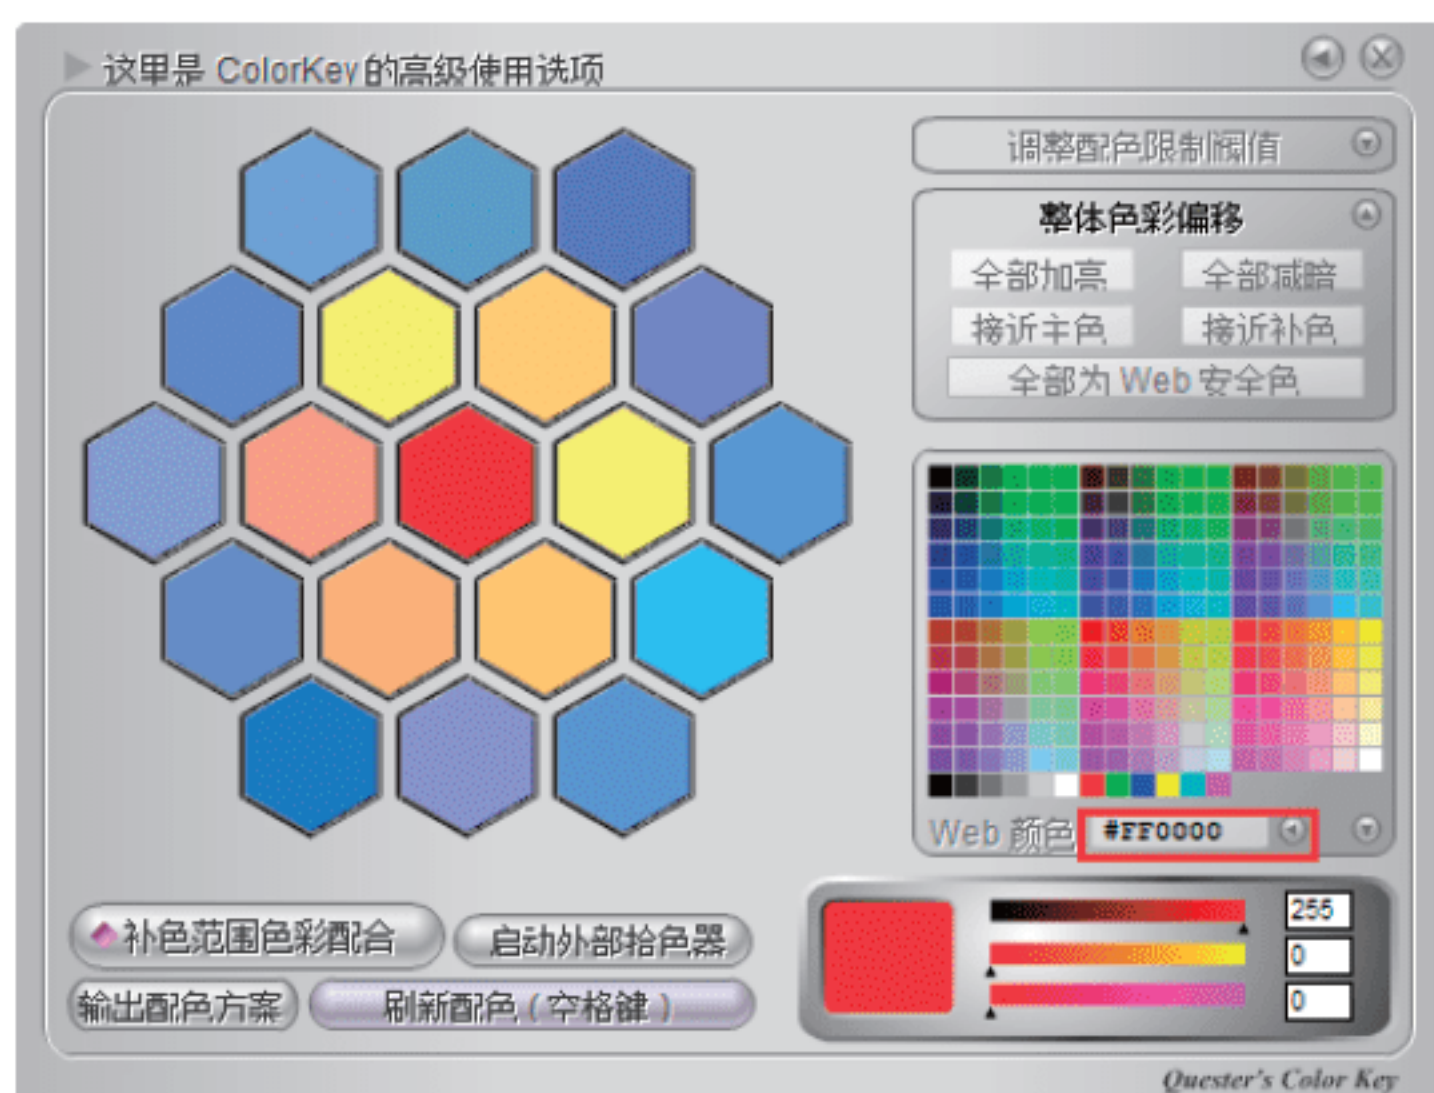 这里是 ColorKey 的高级使用选项
调整配色限制阀值
整体色彩偏移
全部加亮 全部减暗
接近主色 接近补色
全部为 Web 安全色
Web 颜色 #FF0000
补色范围色彩配合 启动外部拾色器
255
0
输出配色方案 刷新配色(空格键)
0
Quester's Color Key